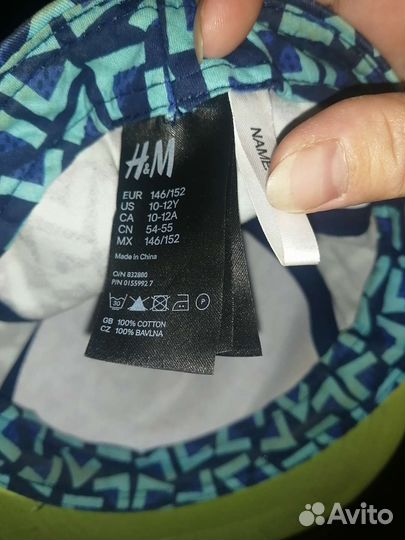 H&M
EUR 146/152
US 10-12Y
CA 10-12A
CN 54-55
MX 146/152
Made in China
O/N 832880
P/N 0155992 7
30
P
GB 100% COTTON
CZ 100% BAVLNA
NAME
Avito